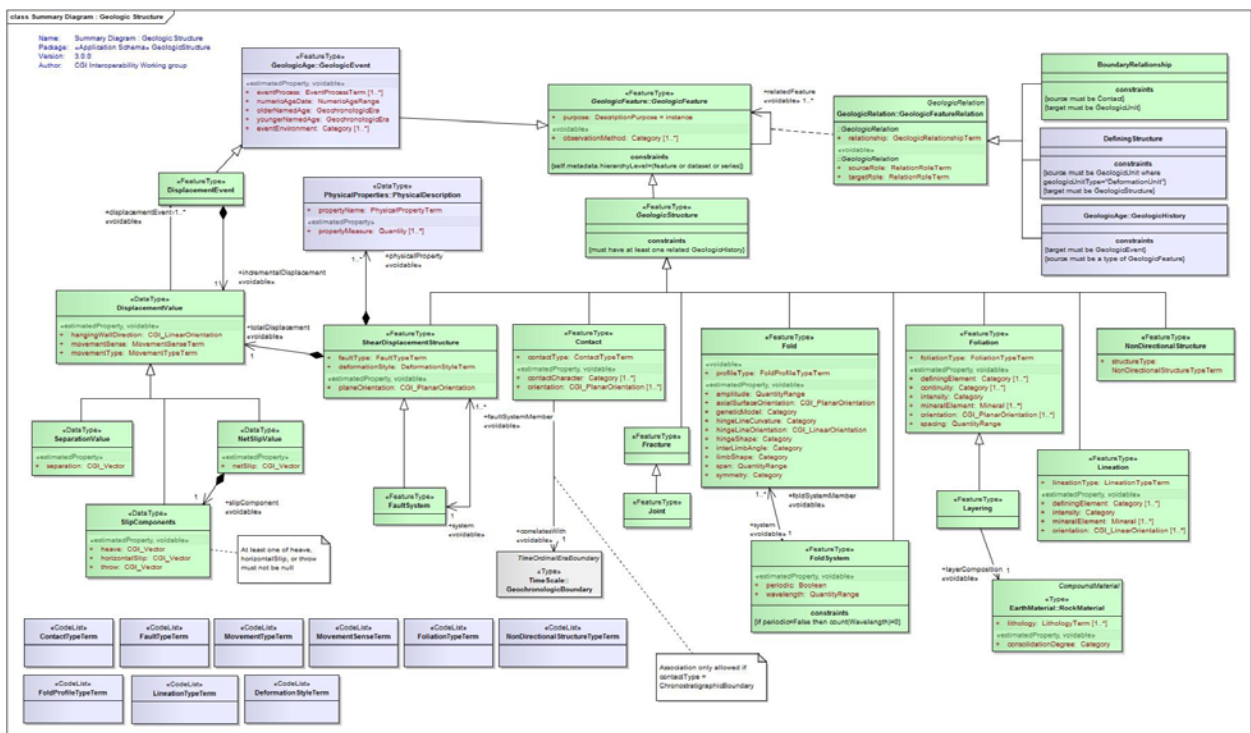 class Summary Diagram : Geologic Structure
Name: Summary Diagram : Geologic Structure
Package: «Application Schema» GeologicStructure
Version: 3.0.0
Author: CGI Interoperability Working group
«FeatureType»
GeologicAge::GeologicEvent
«estimatedProperty, voidable»
+ eventProcess: EventProcessTerm [1..*]
+ numericAgeDate: NumericAgeRange
+ olderNamedAge: GeochronologicEra
+ youngerNamedAge: GeochronologicEra
+ eventEnvironment: Category [1..*]
«FeatureType»
GeologicFeature::GeologicFeature
+ purpose: DescriptionPurpose = instance
«voidable»
+ observationMethod: Category [1..*]
constraints
{self.metadata.hierarchyLevel=(feature or dataset or series)}
+relatedFeature
«voidable» 1..*
GeologicRelation
GeologicRelation::GeologicFeatureRelation
::GeologicRelation
+ relationship: GeologicRelationshipTerm
«voidable»
::GeologicRelation
+ sourceRole: RelationRoleTerm
+ targetRole: RelationRoleTerm
BoundaryRelationship
constraints
{source must be Contact}
{target must be GeologicUnit}
DefiningStructure
constraints
{source must be GeologicUnit where
geologicUnitType="DeformationUnit"}
{target must be GeologicStructure}
GeologicAge::GeologicHistory
constraints
{target must be GeologicEvent}
{source must be a type of GeologicFeature}
«FeatureType»
DisplacementEvent
+displacementEvent 1..*
«voidable»
«DataType»
PhysicalProperties::PhysicalDescription
+ propertyName: PhysicalPropertyTerm
«estimatedProperty»
+ propertyMeasure: Quantity [1..*]
1..*
+physicalProperty
«voidable»
«FeatureType»
GeologicStructure
constraints
{must have at least one related GeologicHistory}
1
+incrementalDisplacement
«voidable»
«DataType»
DisplacementValue
«estimatedProperty, voidable»
+ hangingWallDirection: CGI_LinearOrientation
+ movementSense: MovementSenseTerm
+ movementType: MovementTypeTerm
+totalDisplacement
«voidable»
1
«FeatureType»
ShearDisplacementStructure
+ faultType: FaultTypeTerm
+ deformationStyle: DeformationStyleTerm
«estimatedProperty, voidable»
+ planeOrientation: CGI_PlanarOrientation
«FeatureType»
Contact
+ contactType: ContactTypeTerm
«estimatedProperty, voidable»
+ contactCharacter: Category [1..*]
+ orientation: CGI_PlanarOrientation [1..*]
«FeatureType»
Fold
«voidable»
+ profileType: FoldProfileTypeTerm
«estimatedProperty, voidable»
+ amplitude: QuantityRange
+ axialSurfaceOrientation: CGI_PlanarOrientation
+ geneticModel: Category
+ hingeLineCurvature: Category
+ hingeLineOrientation: CGI_LinearOrientation
+ hingeShape: Category
+ interLimbAngle: Category
+ limbShape: Category
+ span: QuantityRange
+ symmetry: Category
«FeatureType»
Foliation
+ foliationType: FoliationTypeTerm
«estimatedProperty, voidable»
+ definingElement: Category [1..*]
+ continuity: Category [1..*]
+ intensity: Category
+ mineralElement: Mineral [1..*]
+ orientation: CGI_PlanarOrientation [1..*]
+ spacing: QuantityRange
«FeatureType»
NonDirectionalStructure
+ structureType:
NonDirectionalStructureTypeTerm
«DataType»
SeparationValue
«estimatedProperty»
+ separation: CGI_Vector
«DataType»
NetSlipValue
«estimatedProperty»
+ netSlip: CGI_Vector
1..*
+faultSystemMember
«voidable»
«FeatureType»
Fracture
«FeatureType»
Joint
«FeatureType»
Lineation
+ lineationType: LineationTypeTerm
«estimatedProperty, voidable»
+ definingElement: Category [1..*]
+ intensity: Category
+ mineralElement: Mineral [1..*]
+ orientation: CGI_LinearOrientation [1..*]
1
+slipComponent
«voidable»
«DataType»
SlipComponents
«estimatedProperty»
+ heave: CGI_Vector
+ horizontalSlip: CGI_Vector
+ throw: CGI_Vector
At least one of heave,
horizontalSlip, or throw
must not be null
«FeatureType»
FaultSystem
1
+system
«voidable»
+correlatesWith
«voidable» 1
TimeOrdinalEraBoundary
«Type»
TimeScale::
GeochronologicBoundary
1..*
+foldSystemMember
«voidable»
+system
«voidable» 1
«FeatureType»
FoldSystem
«estimatedProperty, voidable»
+ periodic: Boolean
+ wavelength: QuantityRange
constraints
{if periodic=False then count(Wavelength)=0}
«FeatureType»
Layering
+layerComposition
«voidable»
1
CompoundMaterial
«Type»
EarthMaterial::RockMaterial
+ lithology: LithologyTerm [1..*]
«estimatedProperty»
+ consolidationDegree: Category
«CodeList»
ContactTypeTerm
«CodeList»
FaultTypeTerm
«CodeList»
MovementTypeTerm
«CodeList»
MovementSenseTerm
«CodeList»
FoliationTypeTerm
«CodeList»
NonDirectionalStructureTypeTerm
Association only allowed if
contactType =
ChronostratigraphicBoundary
«CodeList»
FoldProfileTypeTerm
«CodeList»
LineationTypeTerm
«CodeList»
DeformationStyleTerm